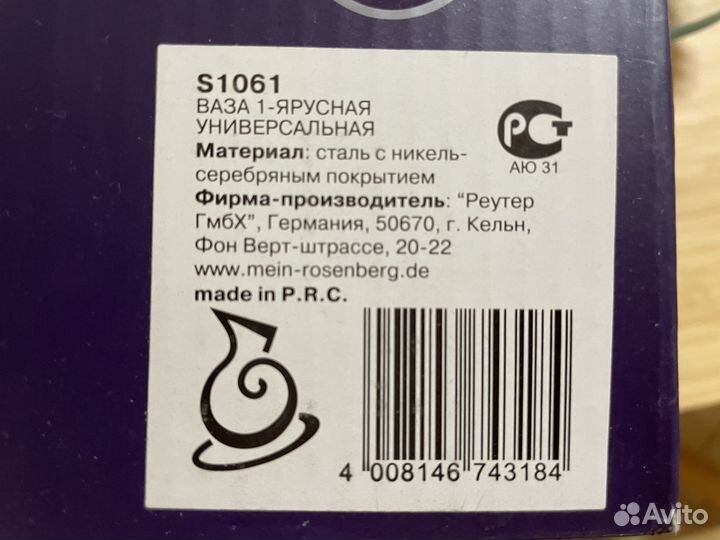 S1061
ВАЗА 1-ЯРУСНАЯ
УНИВЕРСАЛЬНАЯ
Материал: сталь с никель-
серебряным покрытием
Фирма-производитель: “Реутер
ГмбХ”, Германия, 50670, г. Кельн,
Фон Верт-штрассе, 20-22
www.mein-rosenberg.de
made in P.R.C.
РСТ
АЮ 31
4 008146 743184
Avito